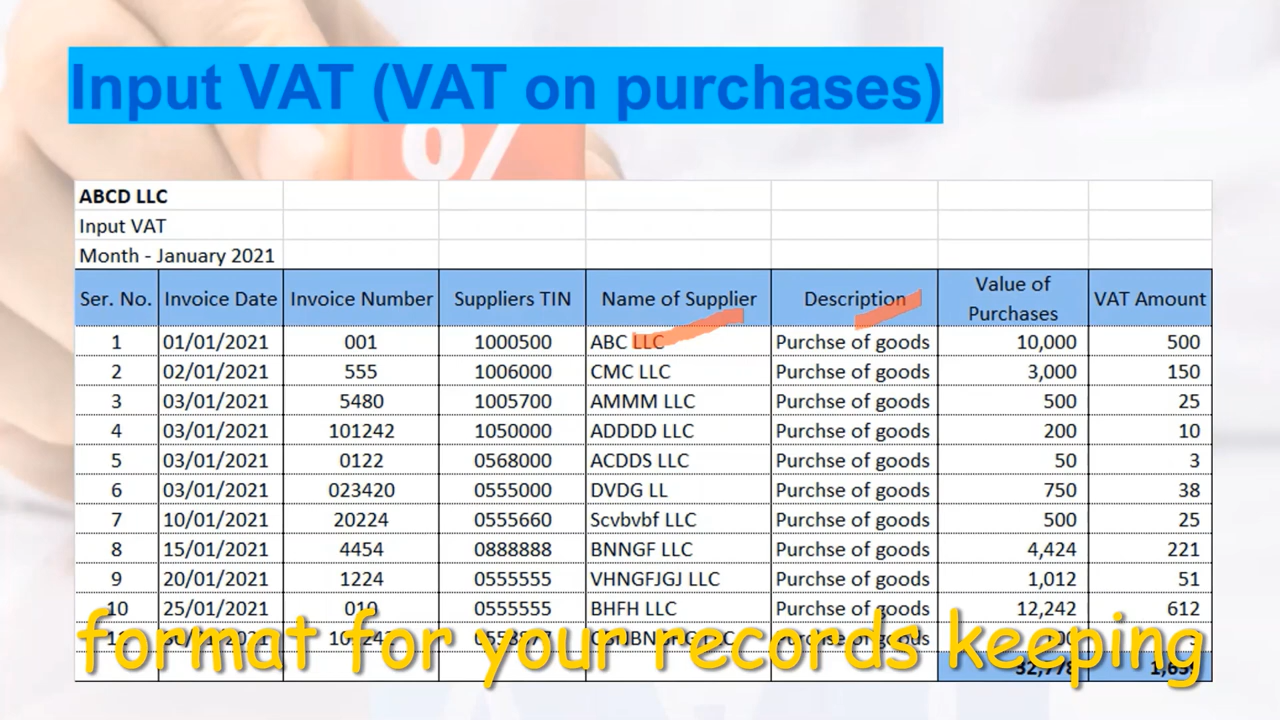 Input VAT (VAT on purchases)
ABCD LLC
Input VAT
Month - January 2021
Ser. No. Invoice Date Invoice Number Suppliers TIN Name of Supplier Description Value of Purchases VAT Amount
1 01/01/2021 001 1000500 ABC LLC Purchse of goods 10,000 500
2 02/01/2021 555 1006000 CMC LLC Purchse of goods 3,000 150
3 03/01/2021 5480 1005700 AMMM LLC Purchse of goods 500 25
4 03/01/2021 101242 1050000 ADDDD LLC Purchse of goods 200 10
5 03/01/2021 0122 0568000 ACDDS LLC Purchse of goods 50 3
6 03/01/2021 023420 0555000 DVDG LL Purchse of goods 750 38
7 10/01/2021 20224 0555660 Scvbvbf LLC Purchse of goods 500 25
8 15/01/2021 4454 0888888 BNNGF LLC Purchse of goods 4,424 221
9 20/01/2021 1224 0555555 VHNGFJGJ LLC Purchse of goods 1,012 51
10 25/01/2021 010 0555555 BHFH LLC Purchse of goods 12,242 612
of goods
format for your records keeping